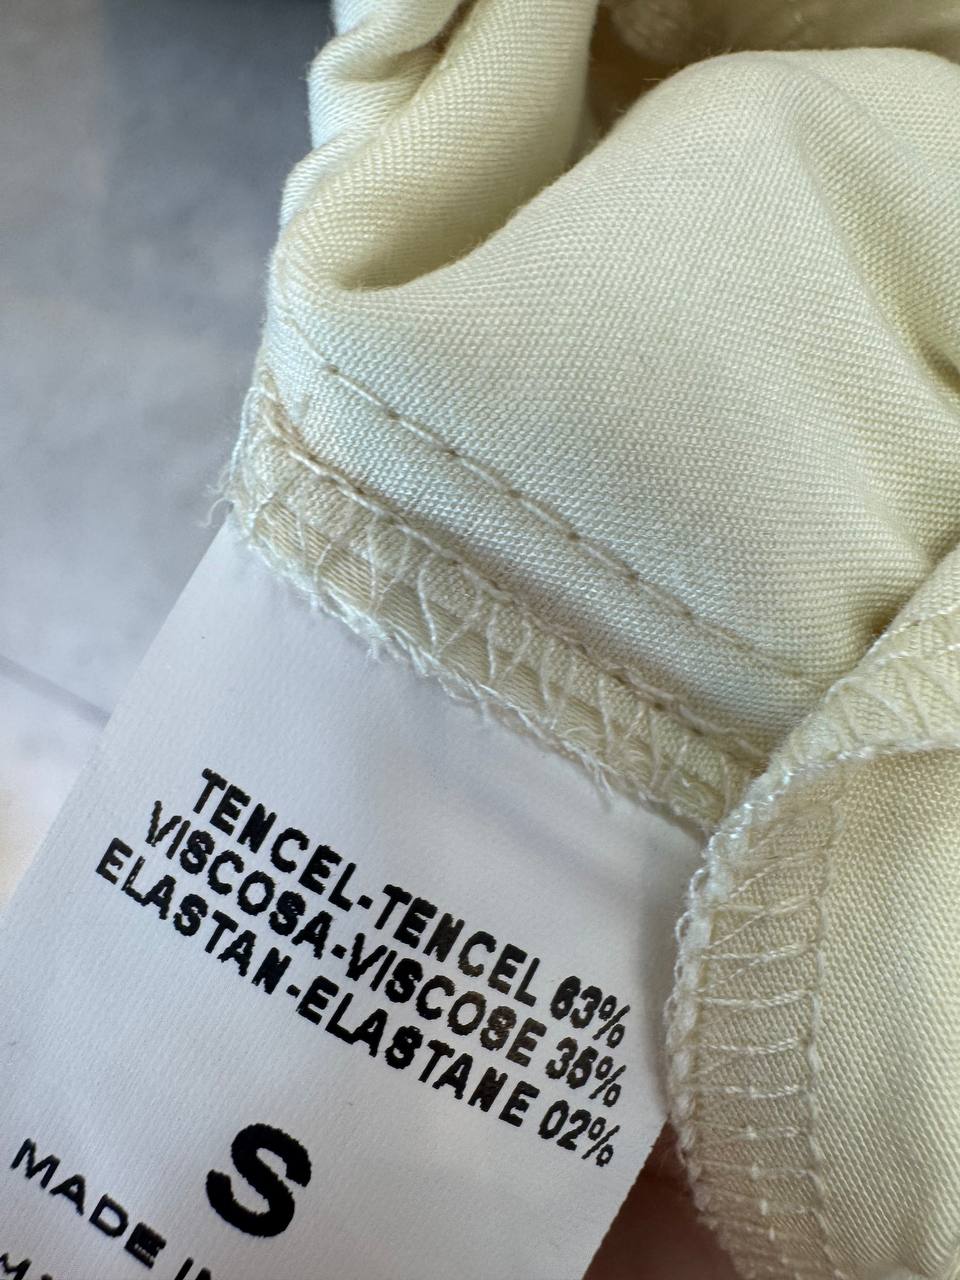 TENCEL-TENCEL 63%
VISCOSA-VISCOSE 35%
ELASTAN-ELASTANE 02%
S
MADE IN